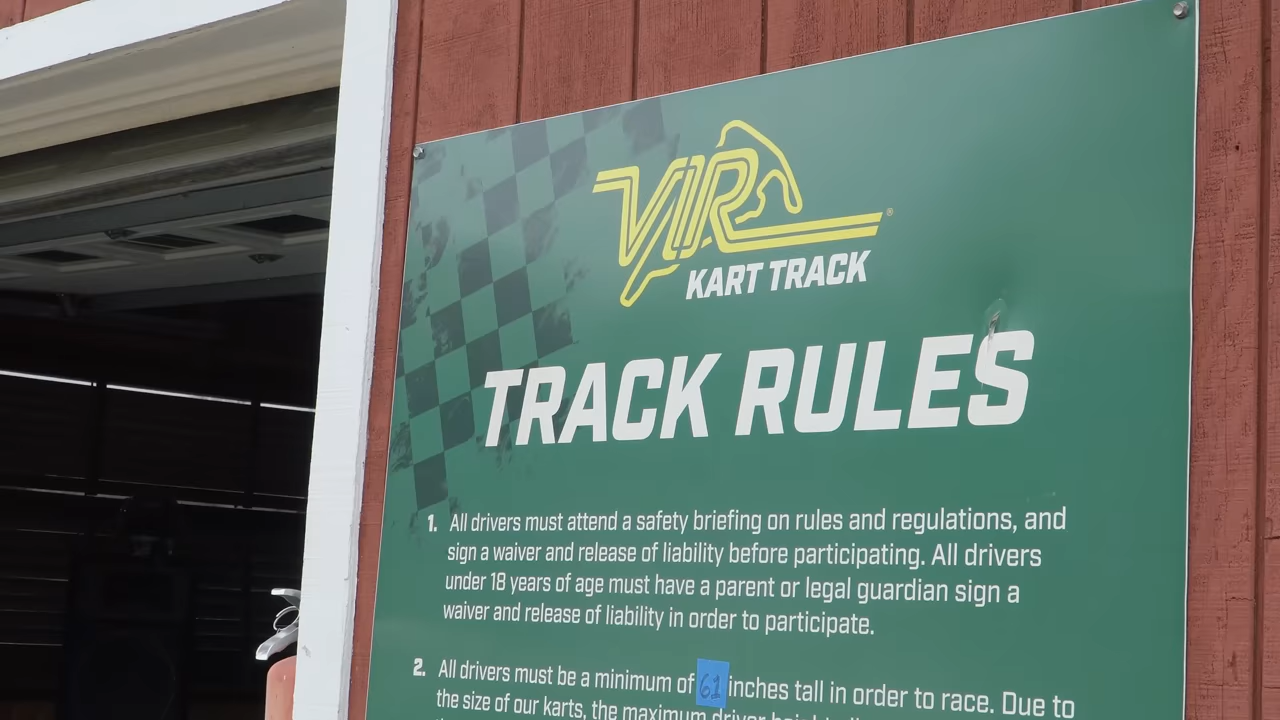 VIR®
KART TRACK
TRACK RULES
1. All drivers must attend a safety briefing on rules and regulations, and
sign a waiver and release of liability before participating. All drivers
under 18 years of age must have a parent or legal guardian sign a
waiver and release of liability in order to participate.
2. All drivers must be a minimum of 61 inches tall in order to race. Due to
the size of our karts, the maximum driver